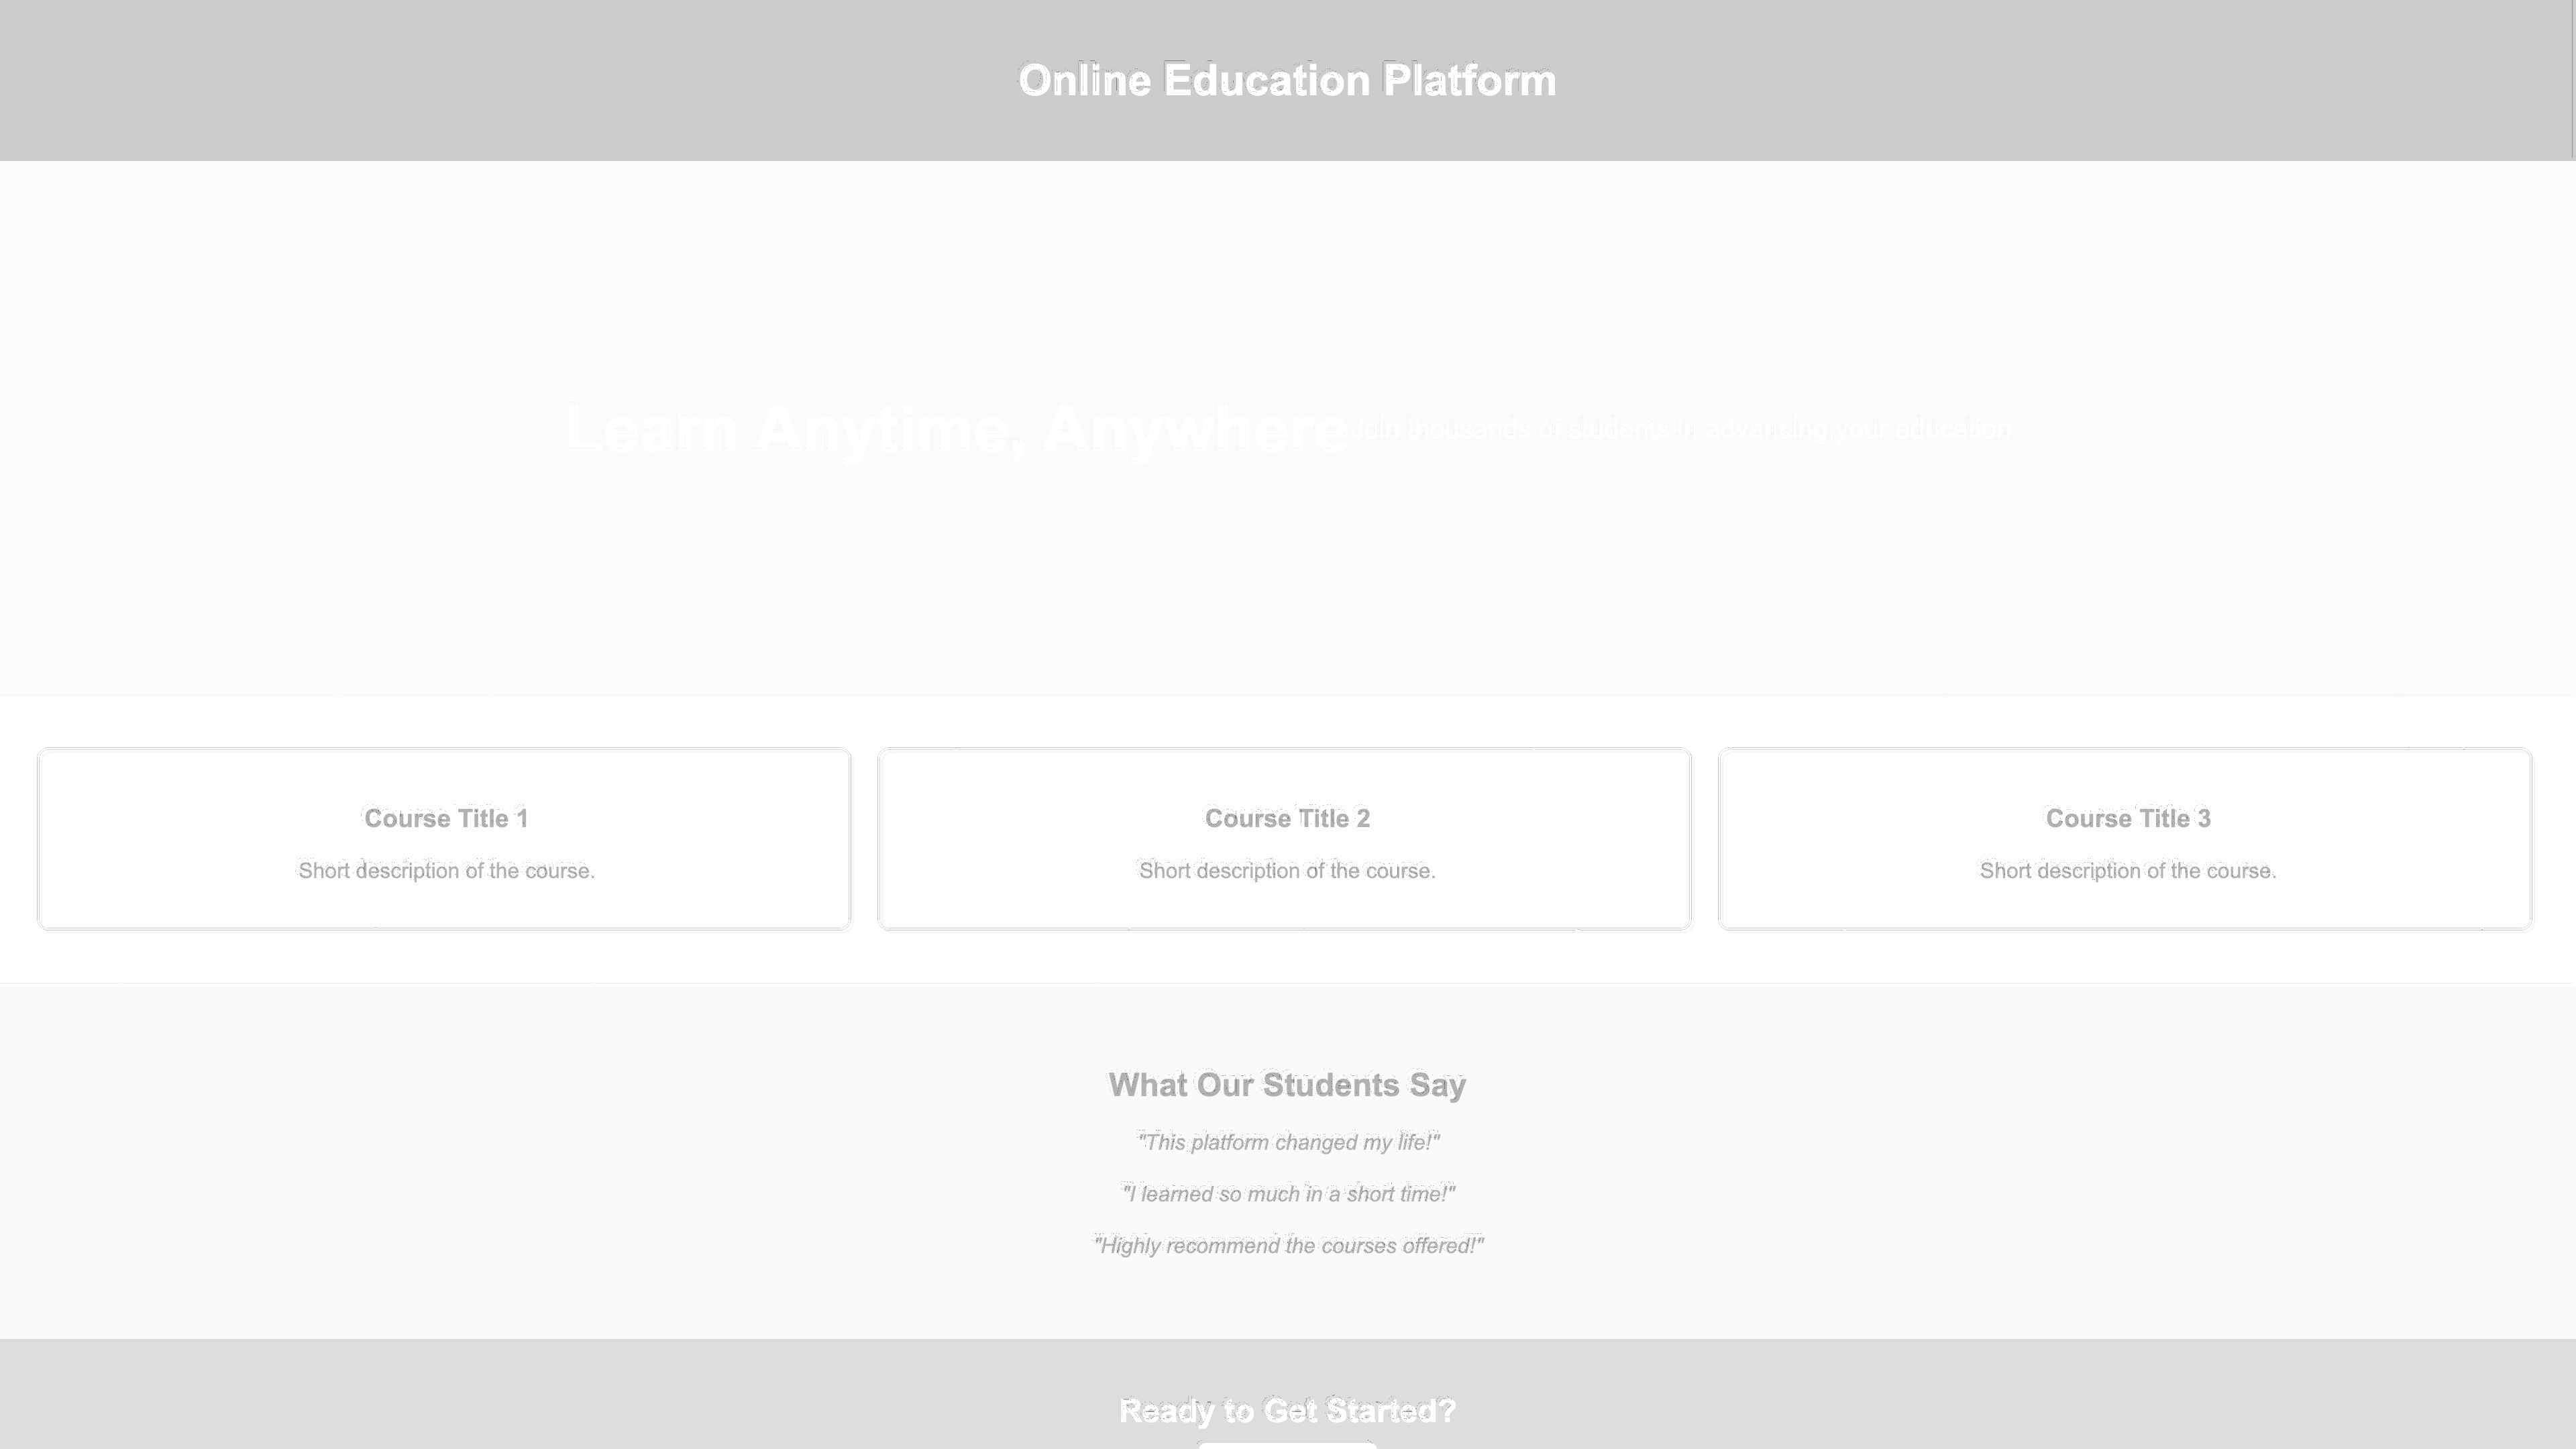 Online Education Platform
Learn Anytime, Anywhere
Join thousands of students in advancing your education
Course Title 1
Short description of the course.
Course Title 2
Short description of the course.
Course Title 3
Short description of the course.
What Our Students Say
"This platform changed my life!"
"I learned so much in a short time!"
"Highly recommend the courses offered!"
Ready to Get Started?